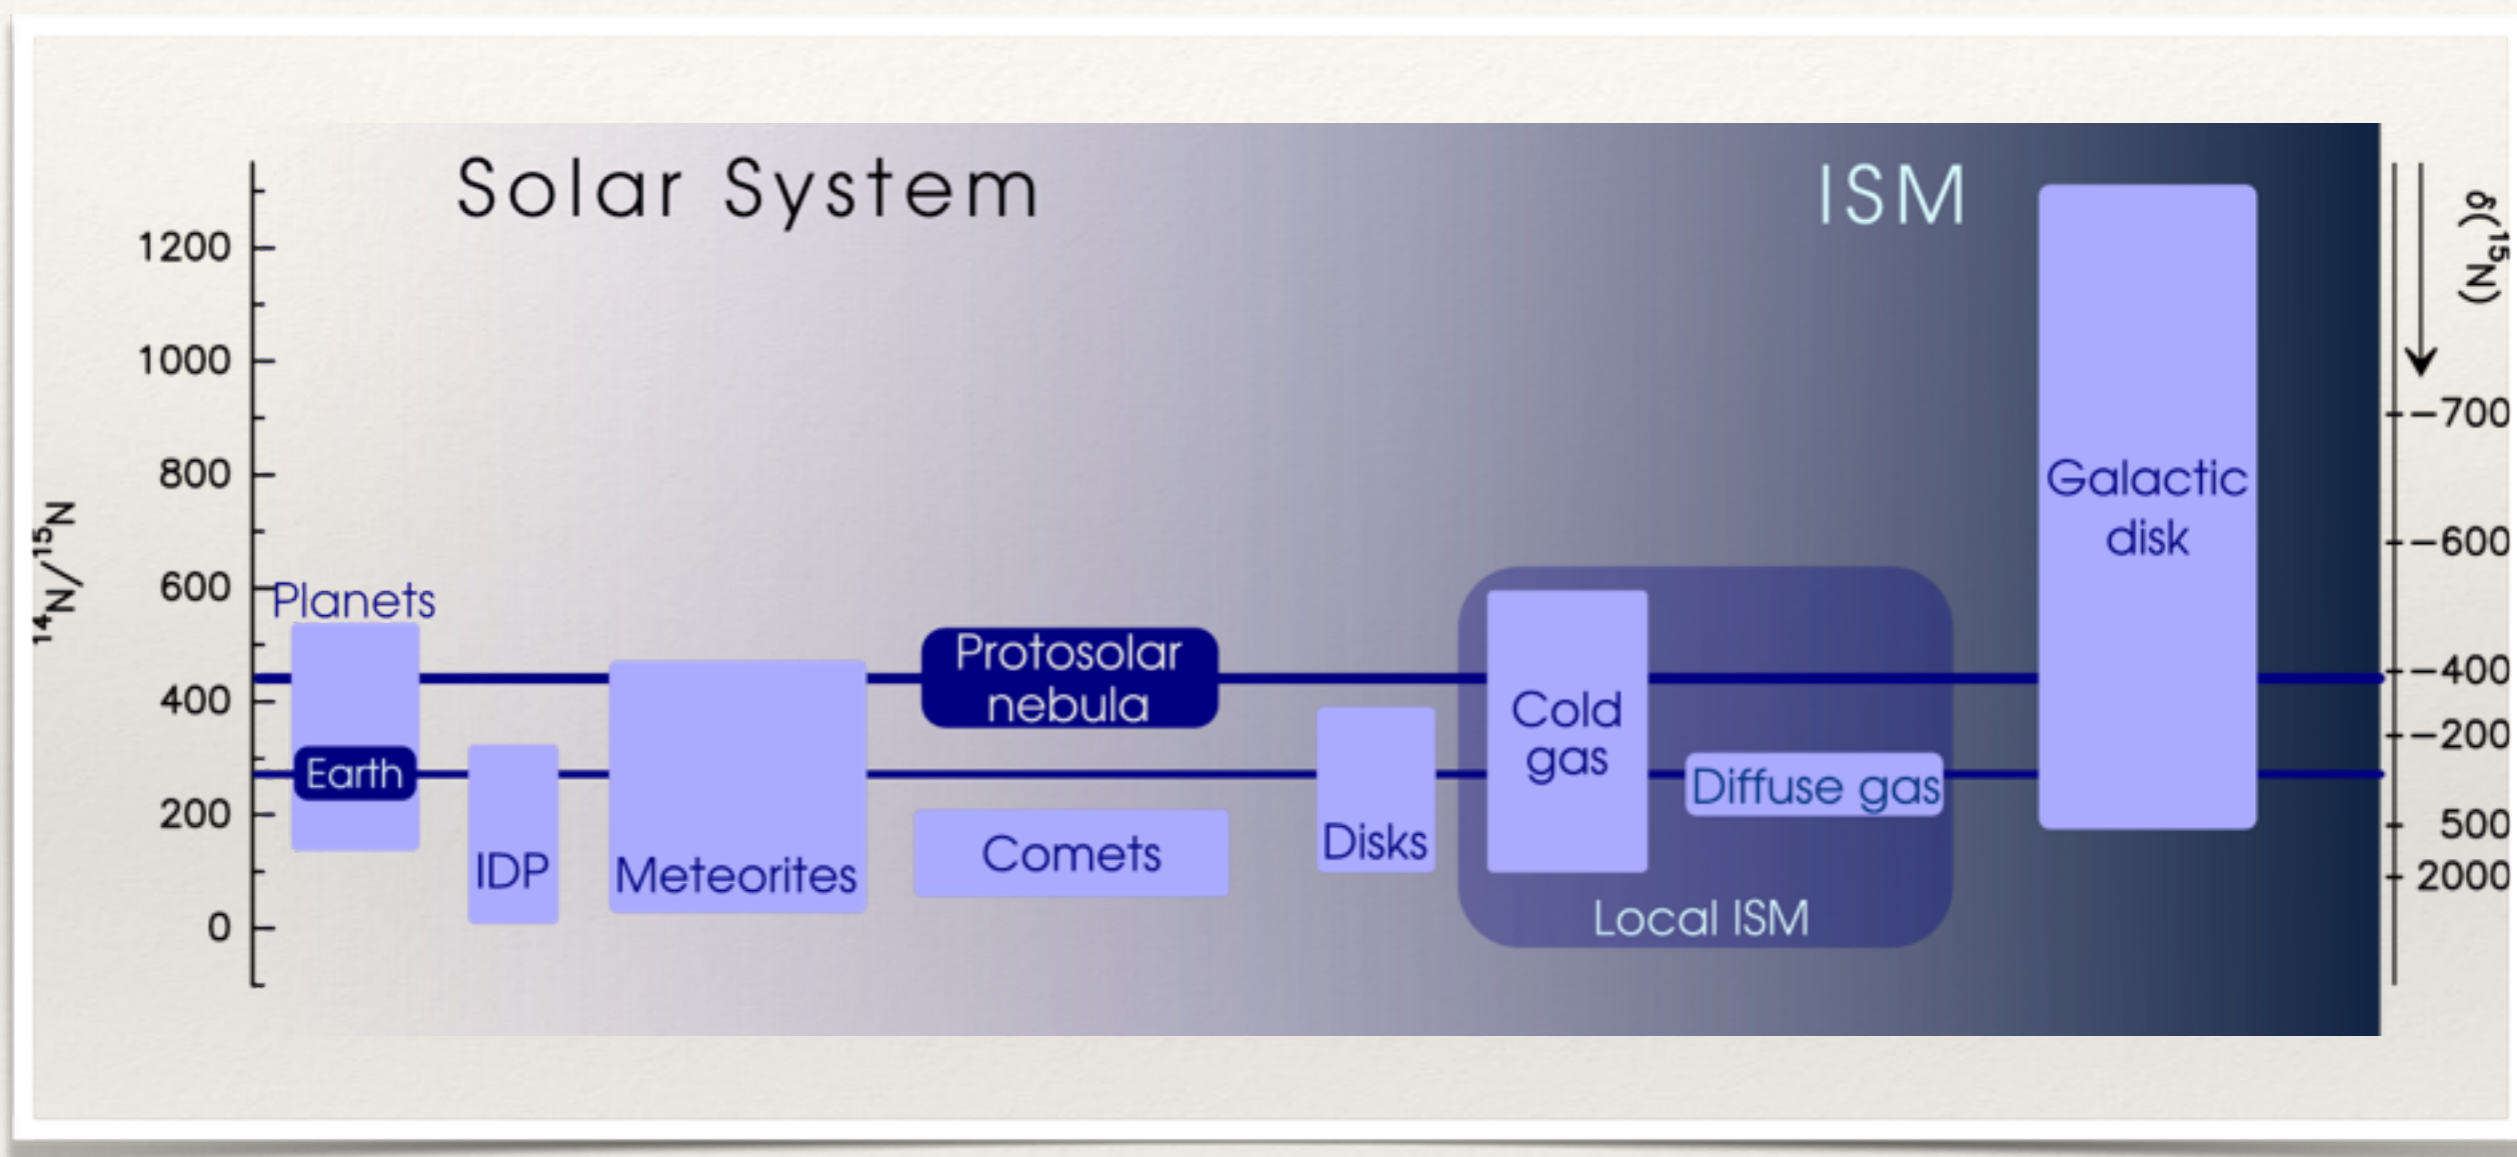 Solar System
ISM
¹⁴N/¹⁵N
1200
1000
800
600
400
200
0
Planets
Earth
IDP
Meteorites
Protosolar
nebula
Comets
Disks
Cold
gas
Diffuse gas
Local ISM
Galactic
disk
δ(¹⁵N)
−700
−600
−400
−200
500
2000